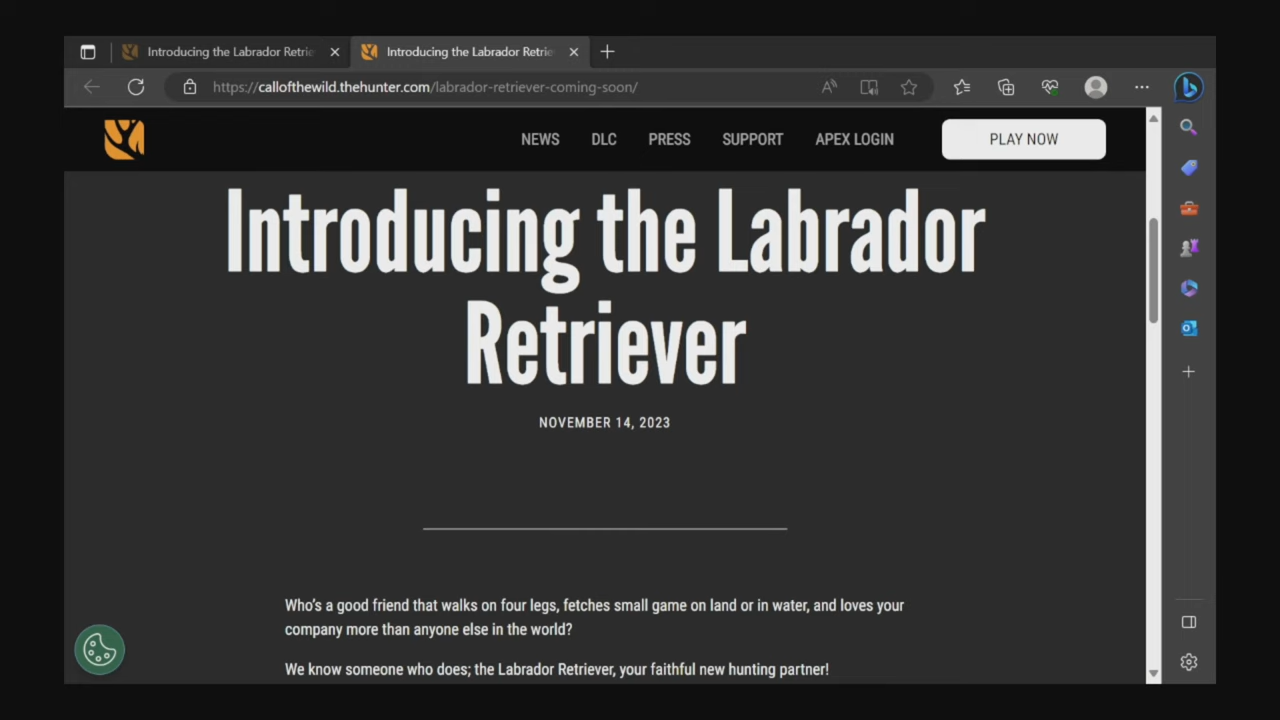 Introducing the Labrador Retrie
Introducing the Labrador Retrie
https://callofthewild.thehunter.com/labrador-retriever-coming-soon/
NEWS DLC PRESS SUPPORT APEX LOGIN PLAY NOW
Introducing the Labrador
Retriever
NOVEMBER 14, 2023
Who's a good friend that walks on four legs, fetches small game on land or in water, and loves your
company more than anyone else in the world?
We know someone who does; the Labrador Retriever, your faithful new hunting partner!